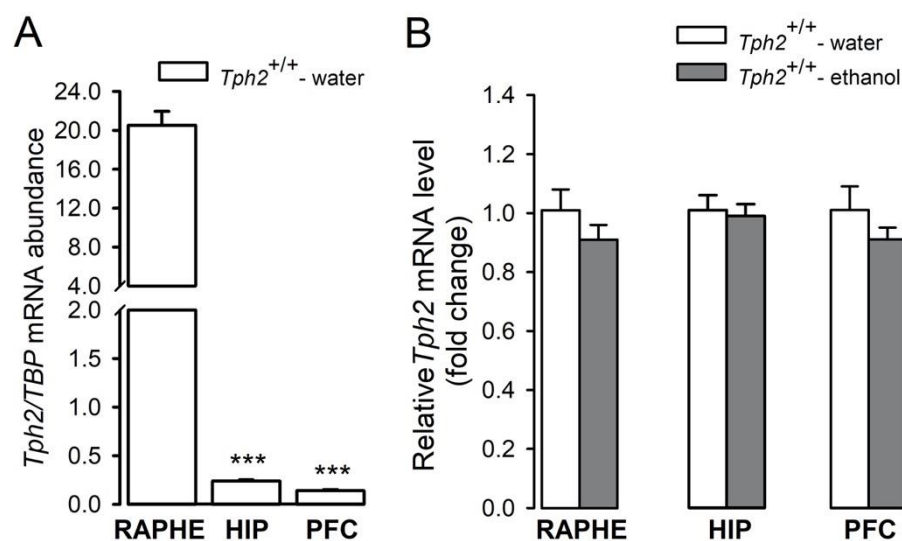 A
Tph2+/+- water
Tph2/TBP mRNA abundance
24.0
20.0
16.0
12.0
8.0
4.0
2.0
1.5
1.0
0.5
0.0
***
***
RAPHE HIP PFC
B
Tph2+/+- water
Tph2+/+- ethanol
Relative Tph2 mRNA level
(fold change)
1.4
1.2
1.0
0.8
0.6
0.4
0.2
0.0
RAPHE HIP PFC